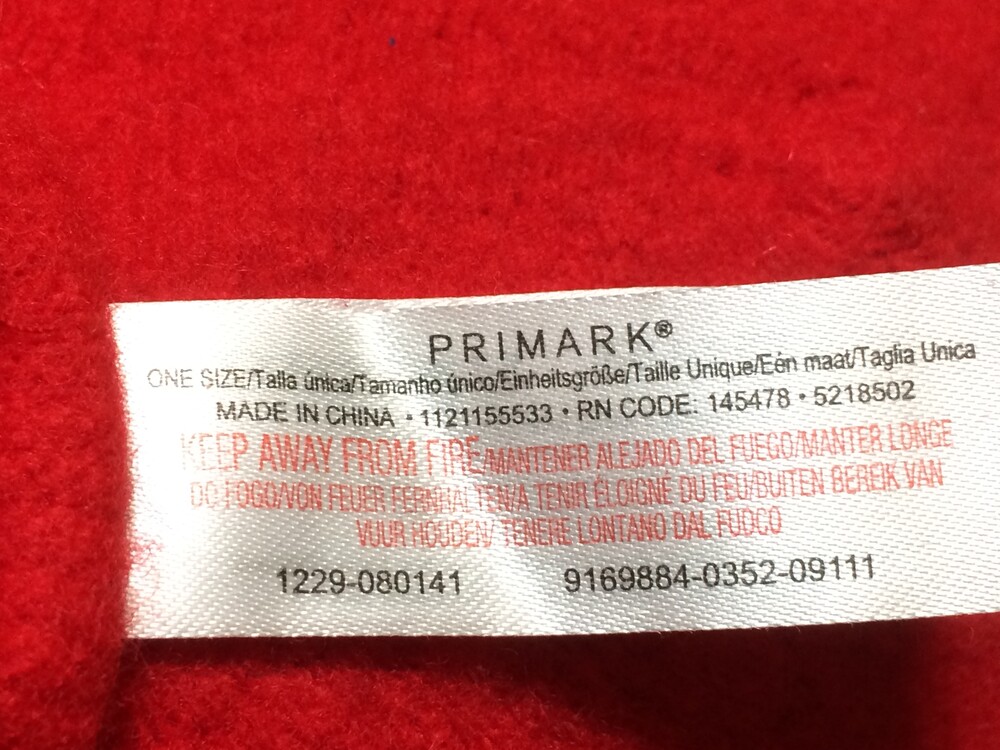 PRIMARK®
ONE SIZE/Talla única/Tamanho único/Einheitsgröße/Taille Unique/Eén maat/Taglia Unica
MADE IN CHINA • 1121155533 • RN CODE: 145478 • 5218502
KEEP AWAY FROM FIRE/MANTENER ALEJADO DEL FUEGO/MANTER LONGE
DO FOGO/VON FEUER FERNHALTEN/A TENIR ÉLOIGNÉ DU FEU/BUITEN BEREIK VAN
VUUR HOUDEN/ TENERE LONTANO DAL FUOCO
1229-080141 9169884-0352-09111